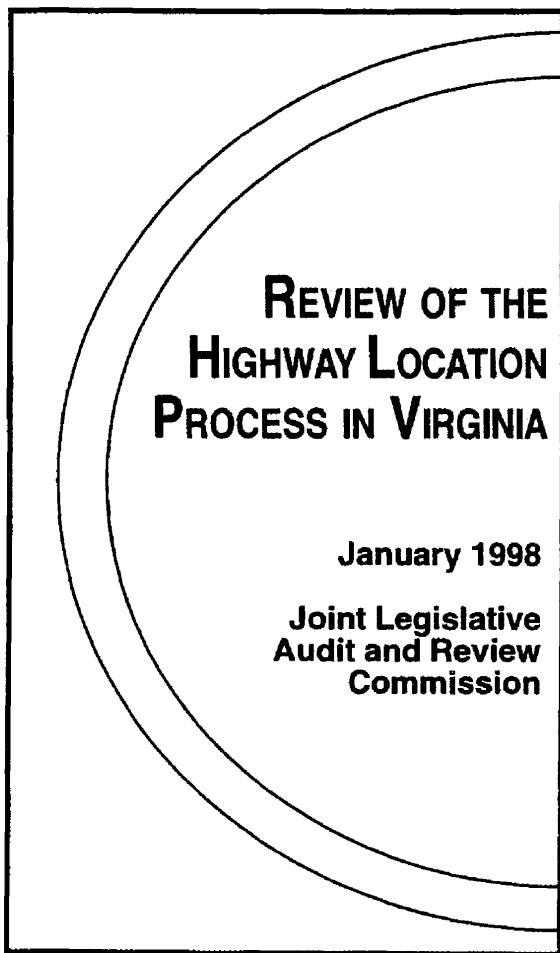 REVIEW OF THE
HIGHWAY LOCATION
PROCESS IN VIRGINIA
January 1998
Joint Legislative
Audit and Review
Commission